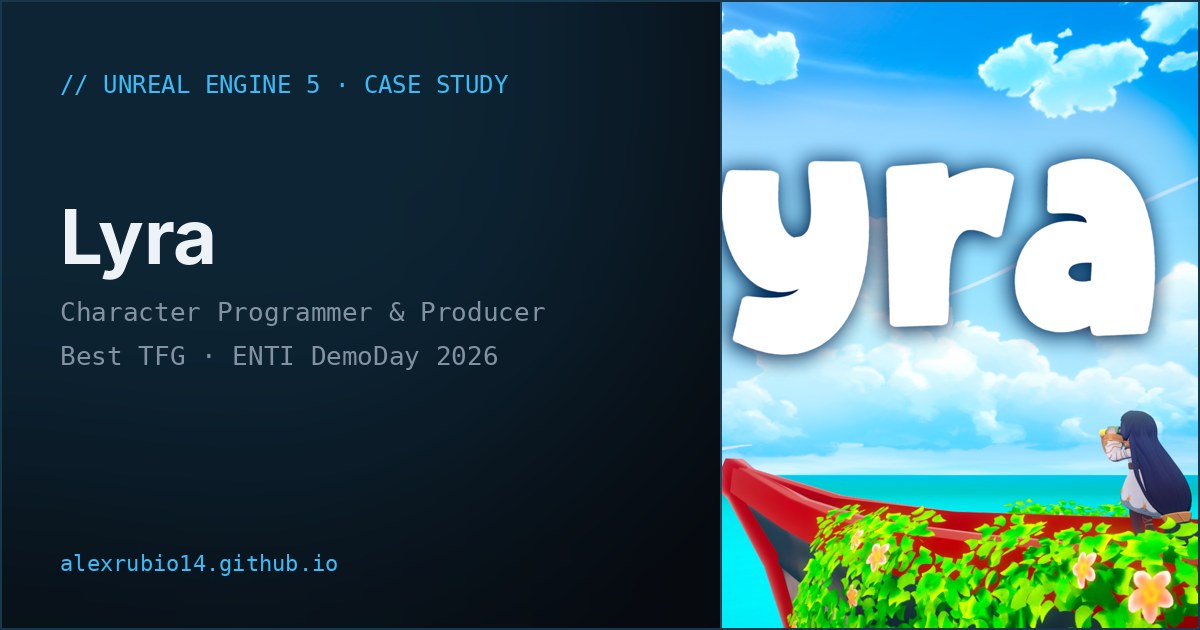 // UNREAL ENGINE 5 · CASE STUDY
Lyra
Character Programmer & Producer
Best TFG · ENTI DemoDay 2026
alexrubio14.github.io
yra